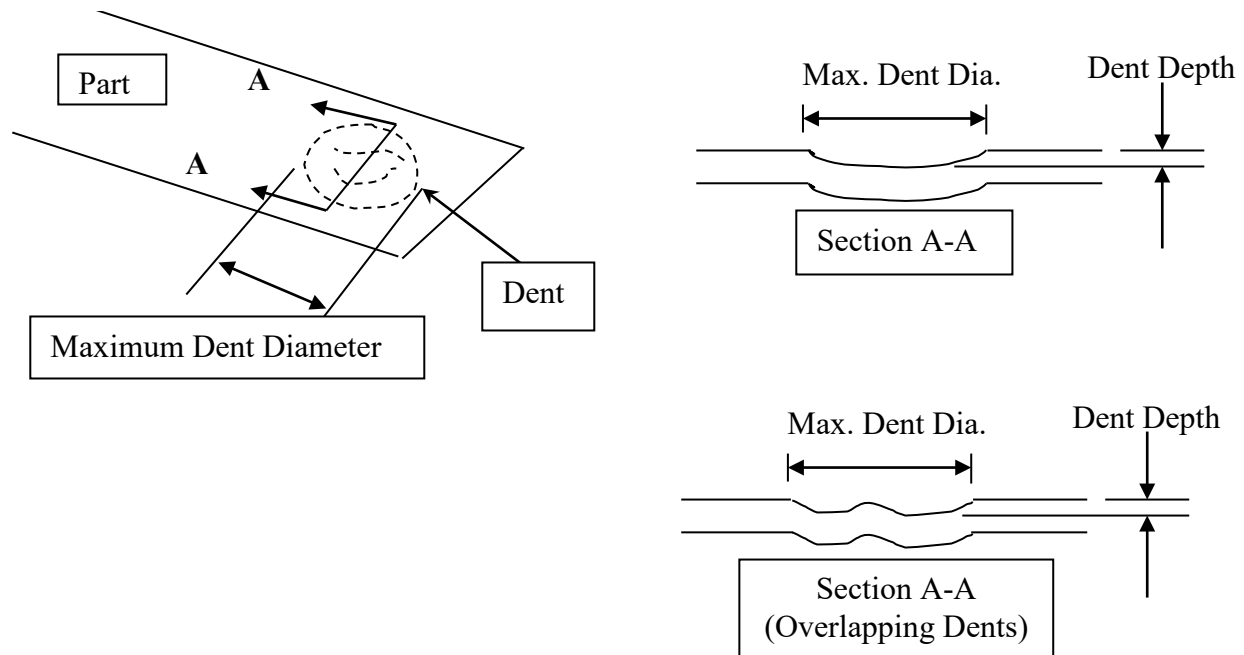 Part
A
A
Dent
Maximum Dent Diameter
Max. Dent Dia.
Dent Depth
Section A-A
Max. Dent Dia.
Dent Depth
Section A-A
(Overlapping Dents)